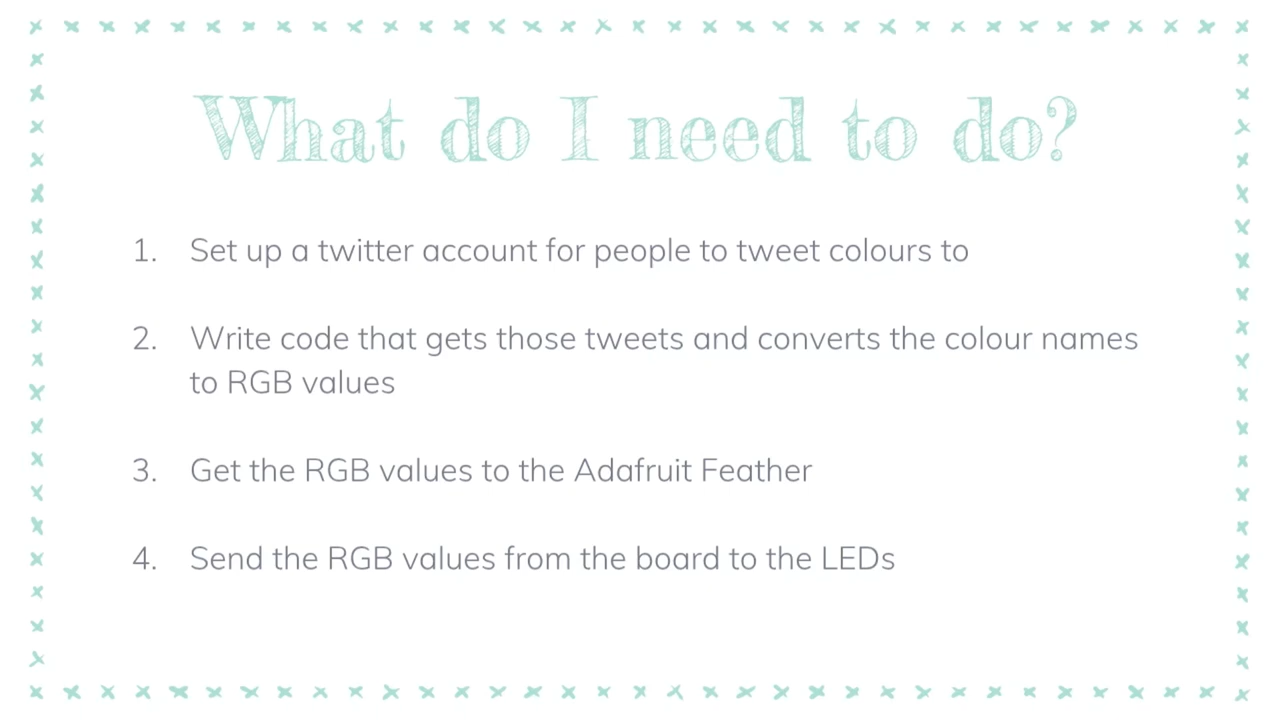 What do I need to do?
1. Set up a twitter account for people to tweet colours to
2. Write code that gets those tweets and converts the colour names
to RGB values
3. Get the RGB values to the Adafruit Feather
4. Send the RGB values from the board to the LEDs